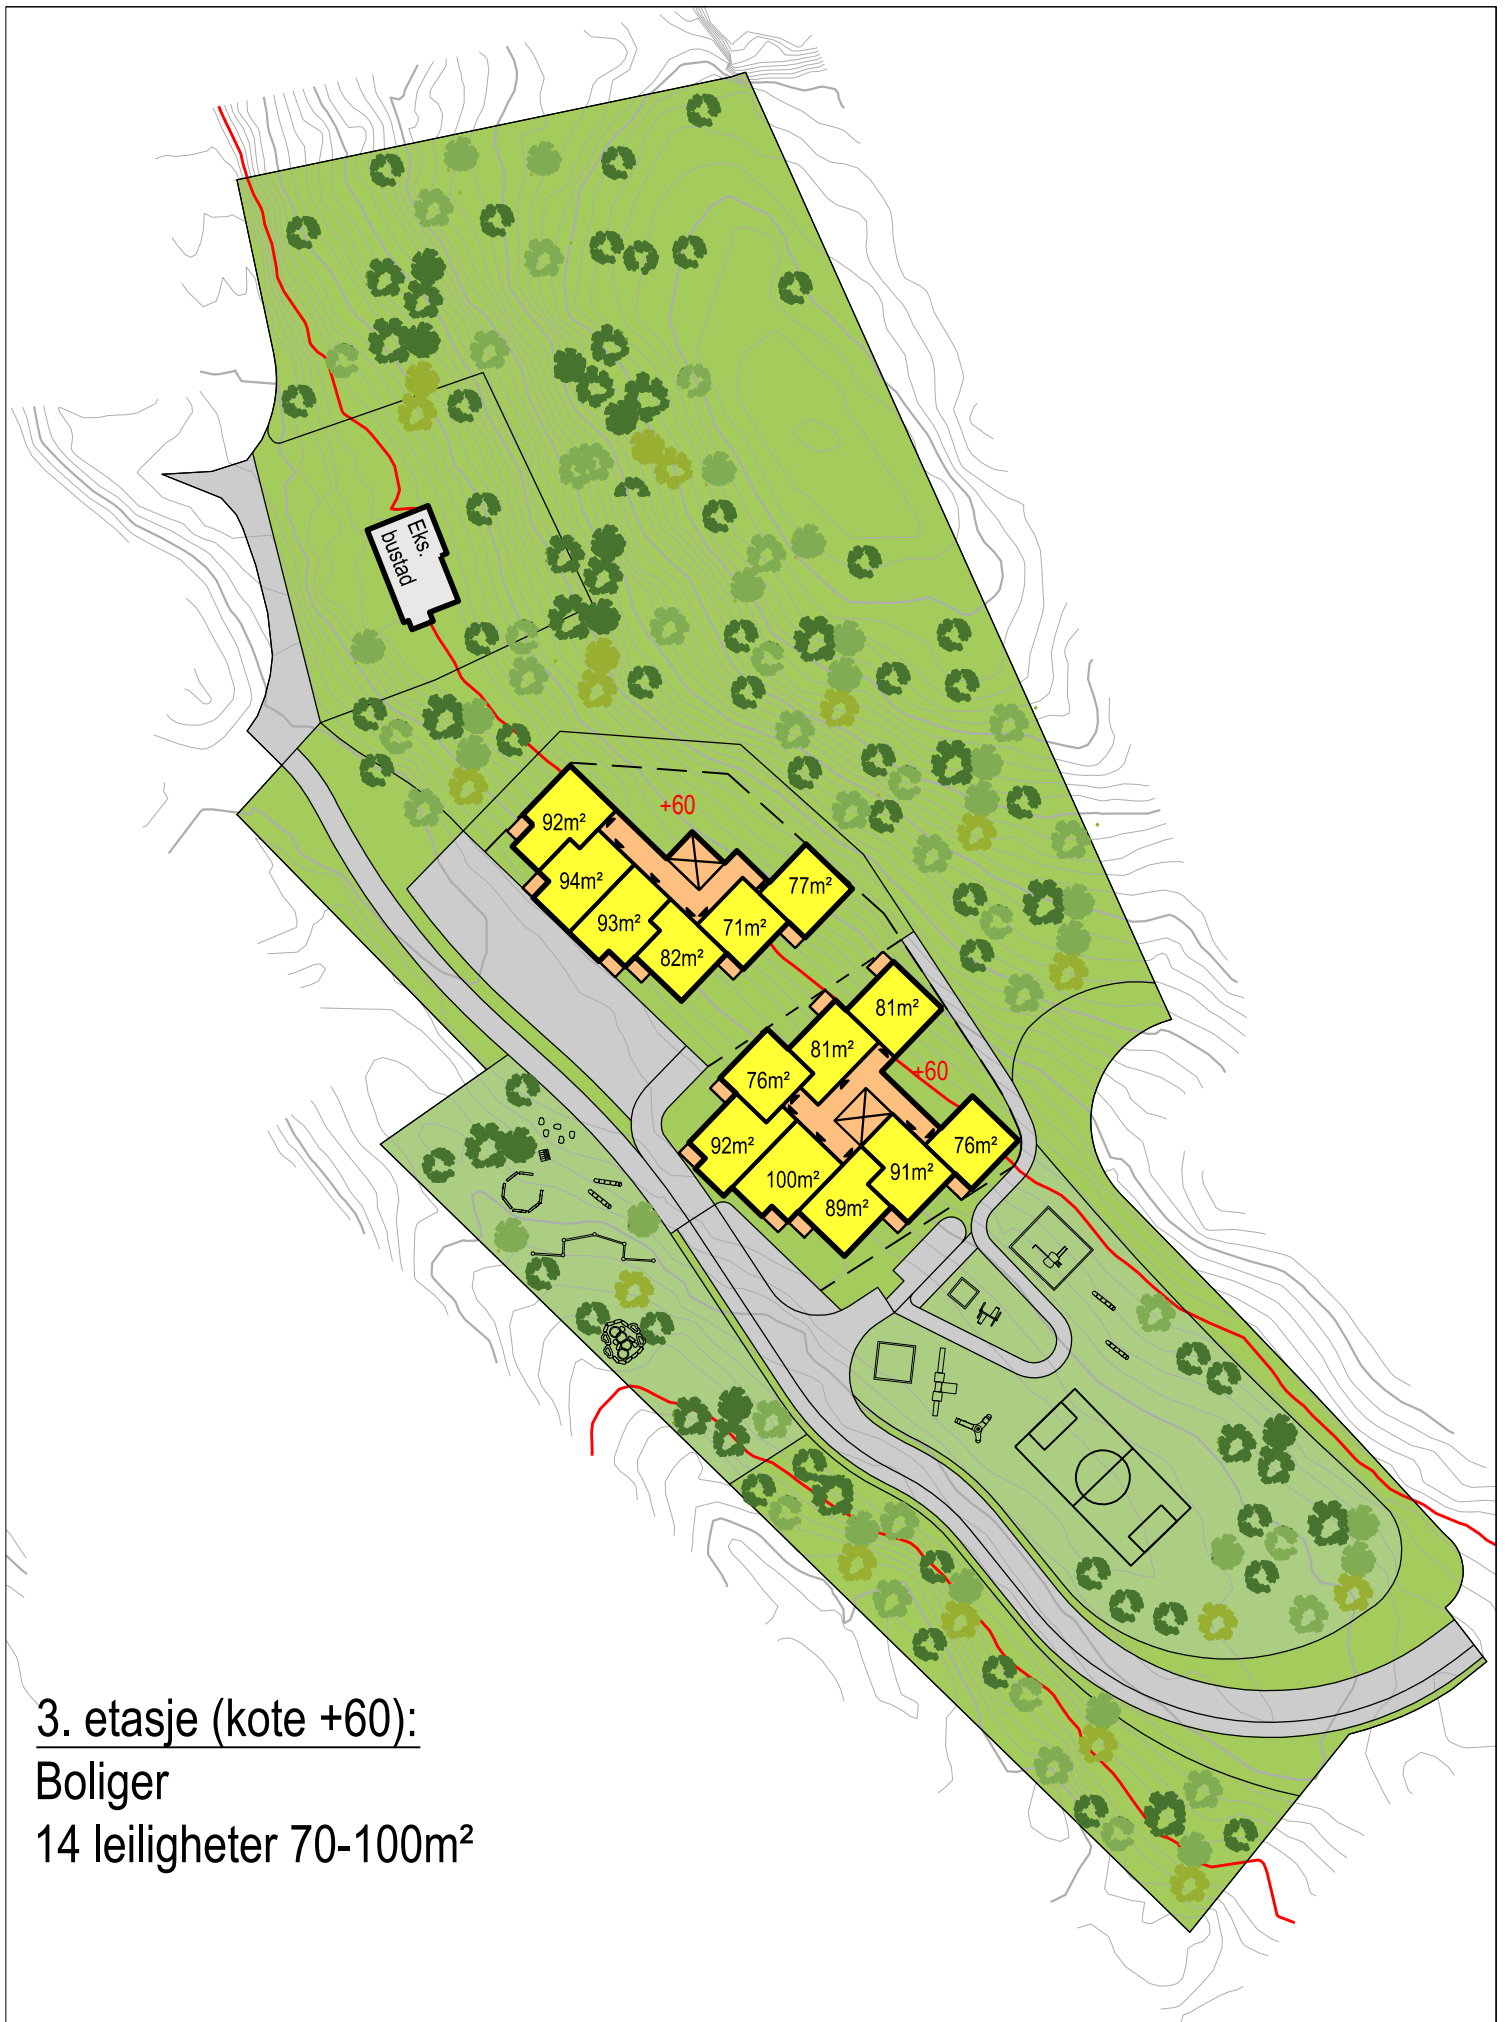 Eks.
bustad
+60
92m²
94m²
93m²
82m²
71m²
77m²
81m²
81m²
76m²
+60
92m²
100m²
89m²
91m²
76m²
3. etasje (kote +60):
Boliger
14 leiligheter 70-100m²